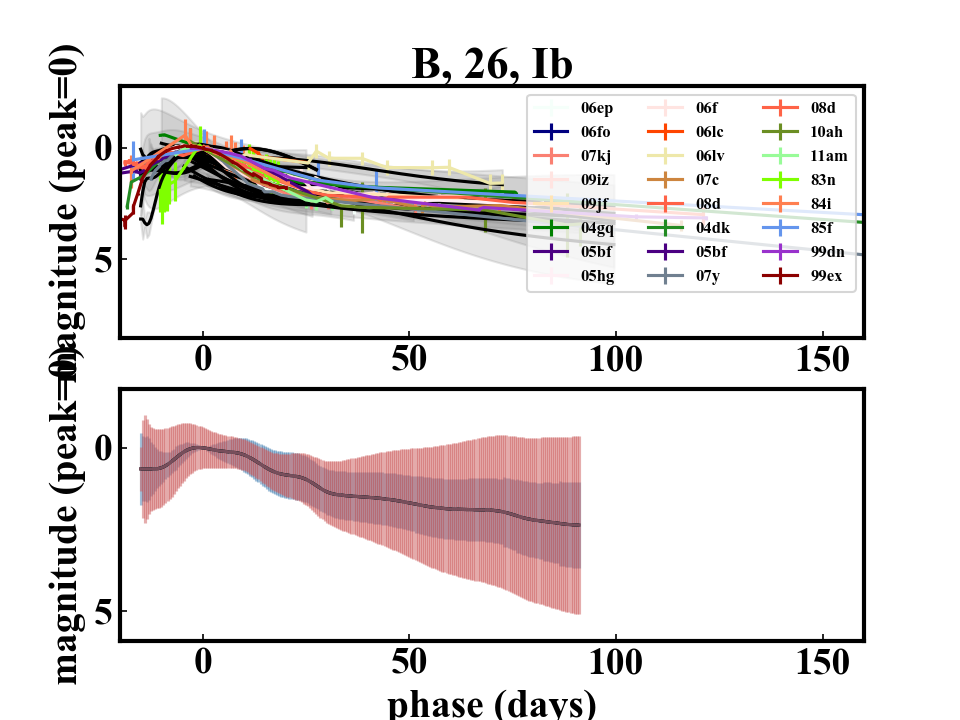 B, 26, Ib
magnitude (peak=0)
0
5
06ep 06f 08d
06fo 06lc 10ah
07kj 06lv 11am
09iz 07c 83n
09jf 08d 84i
04gq 04dk 85f
05bf 05bf 99dn
05hg 07y 99ex
0 50 100 150
magnitude (peak=0)
0
5
0 50 100 150
phase (days)